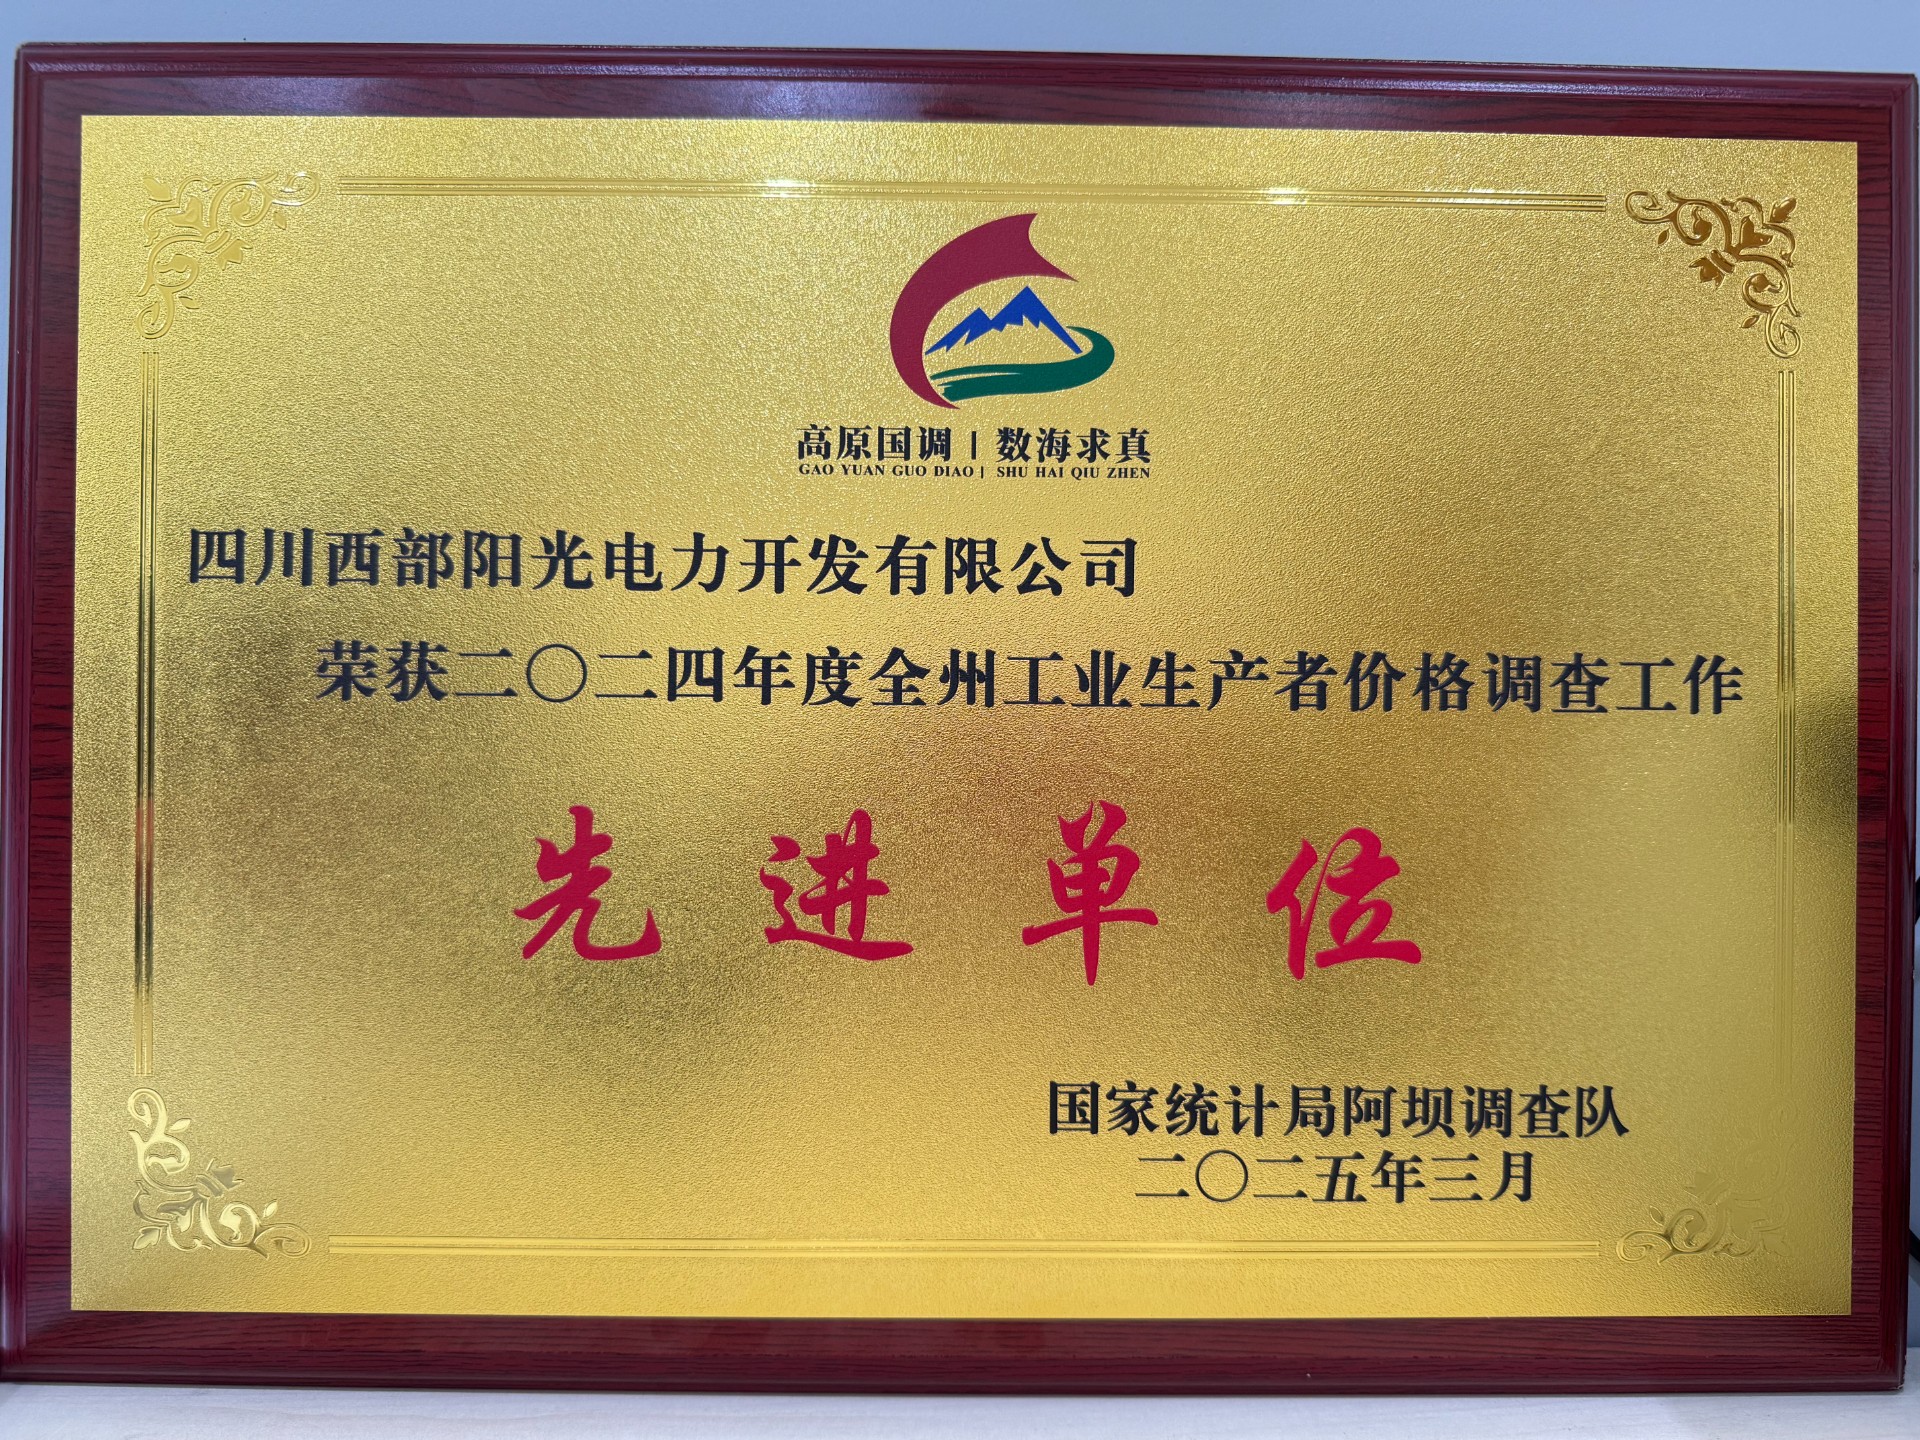 高原国调 | 数海求真
GAO YUAN GUO DIAO | SHU HAI QIU ZHEN
四川西部阳光电力开发有限公司
荣获二〇二四年度全州工业生产者价格调查工作
先进单位
国家统计局阿坝调查队
二〇二五年三月